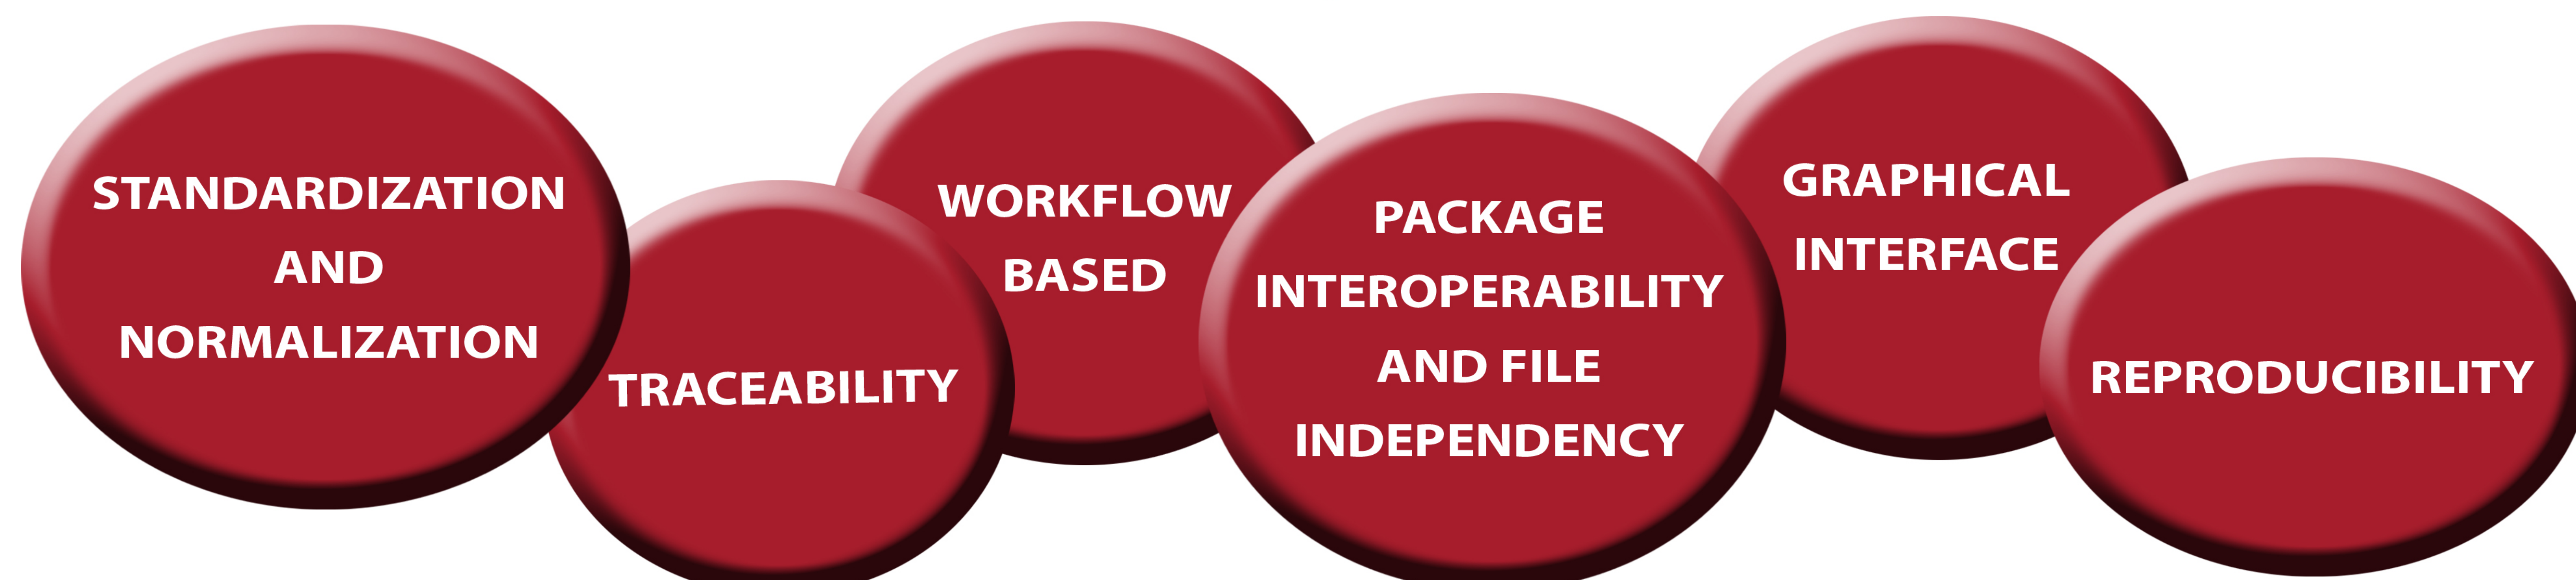 STANDARDIZATION
AND
NORMALIZATION
TRACEABILITY
WORKFLOW
BASED
PACKAGE
INTEROPERABILITY
AND FILE
INDEPENDENCY
GRAPHICAL
INTERFACE
REPRODUCIBILITY